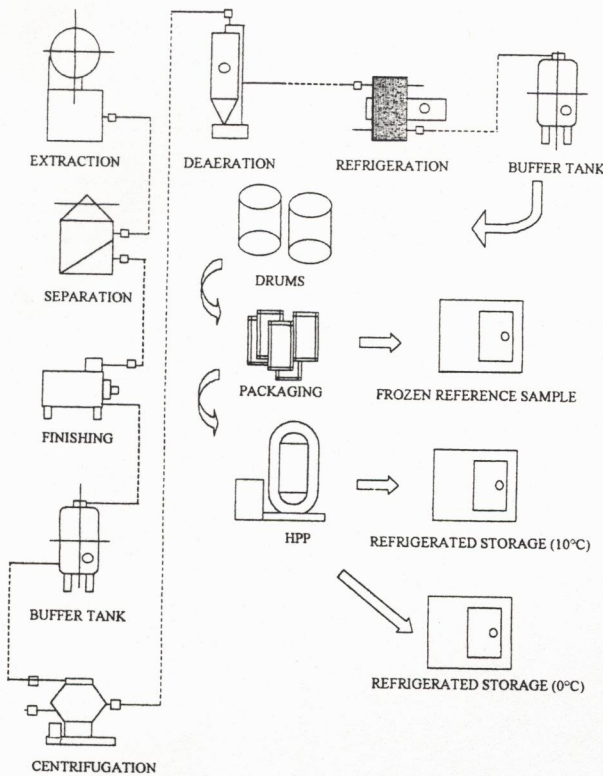 EXTRACTION
SEPARATION
FINISHING
BUFFER TANK
CENTRIFUGATION
DEAERATION
REFRIGERATION
BUFFER TANK
DRUMS
PACKAGING
FROZEN REFERENCE SAMPLE
HPP
REFRIGERATED STORAGE (10°C)
REFRIGERATED STORAGE (0°C)